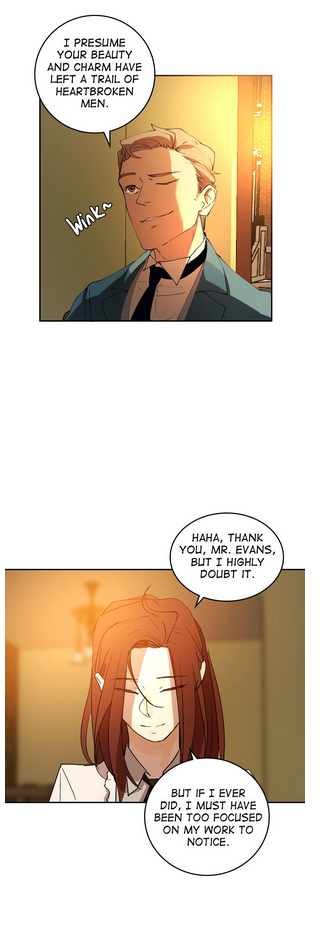 I PRESUME
YOUR BEAUTY
AND CHARM HAVE
LEFT A TRAIL OF
HEARTBROKEN
MEN.
Wink~
HAHA, THANK
YOU, MR. EVANS,
BUT I HIGHLY
DOUBT IT.
BUT IF I EVER
DID, I MUST HAVE
BEEN TOO FOCUSED
ON MY WORK TO
NOTICE.